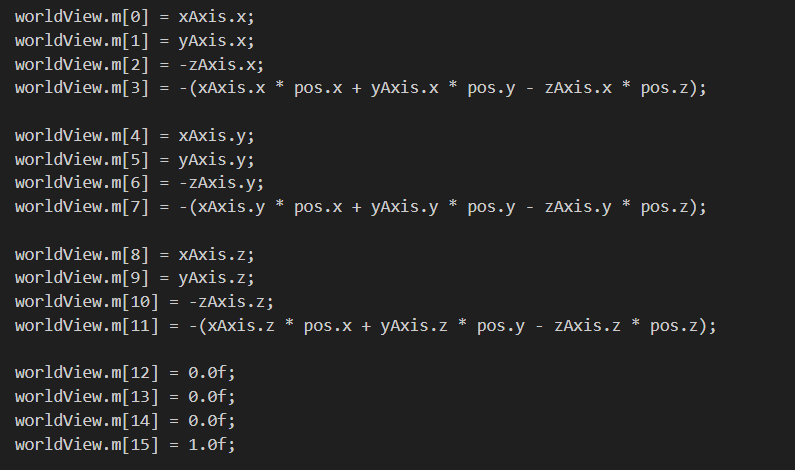 worldView.m[0] = xAxis.x;
worldView.m[1] = yAxis.x;
worldView.m[2] = -zAxis.x;
worldView.m[3] = -(xAxis.x * pos.x + yAxis.x * pos.y - zAxis.x * pos.z);

worldView.m[4] = xAxis.y;
worldView.m[5] = yAxis.y;
worldView.m[6] = -zAxis.y;
worldView.m[7] = -(xAxis.y * pos.x + yAxis.y * pos.y - zAxis.y * pos.z);

worldView.m[8] = xAxis.z;
worldView.m[9] = yAxis.z;
worldView.m[10] = -zAxis.z;
worldView.m[11] = -(xAxis.z * pos.x + yAxis.z * pos.y - zAxis.z * pos.z);

worldView.m[12] = 0.0f;
worldView.m[13] = 0.0f;
worldView.m[14] = 0.0f;
worldView.m[15] = 1.0f;